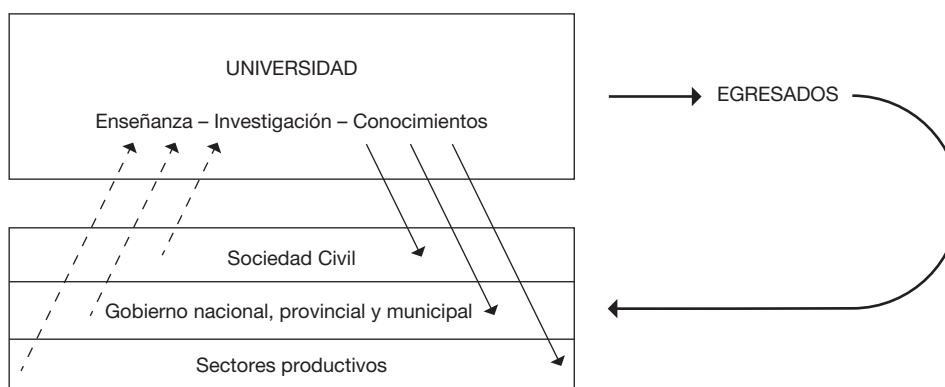 UNIVERSIDAD
EGRESADOS
Enseñanza – Investigación – Conocimientos
Sociedad Civil
Gobierno nacional, provincial y municipal
Sectores productivos